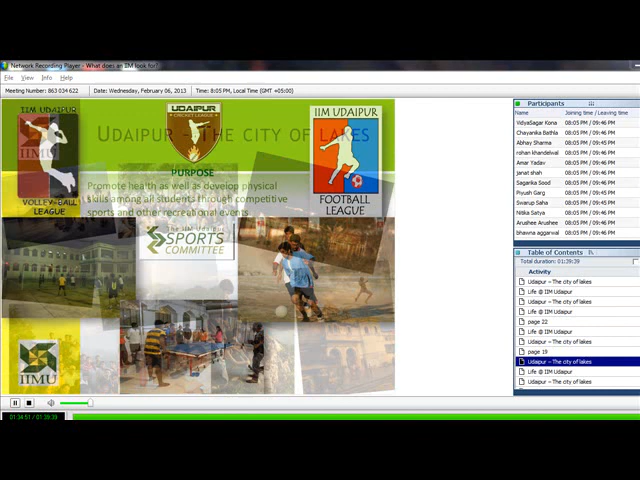 Network Recording Player - What does an IIM look for?
File View Info Help
Meeting Number: 863 034 622 Date: Wednesday, February 06, 2013 Time: 8:05 PM, Local Time (GMT +05:00)
IIM UDAIPUR
IIMU
VOLLEYBALL
LEAGUE
UDAIPUR
CRICKET LEAGUE
IIM UDAIPUR
FOOTBALL
LEAGUE
UDAIPUR – THE CITY OF LAKES
PURPOSE
Promote health as well as develop physical
skills among all students through competitive
sports and other recreational events
The IIM Udaipur
SPORTS
COMMITTEE
IIMU
Participants
Name Joining time / Leaving time
VidyaSagar Kona 08:05 PM / 09:46 PM
Chayanika Bathla 08:05 PM / 09:46 PM
Abhay Sharma 08:05 PM / 09:45 PM
rohan khandelwal 08:05 PM / 09:46 PM
Amar Yadav 08:05 PM / 09:46 PM
janat shah 08:05 PM / 09:46 PM
Sagarika Sood 08:05 PM / 09:46 PM
Piyush Garg 08:05 PM / 09:45 PM
Swarup Saha 08:05 PM / 09:46 PM
Nitika Satya 08:05 PM / 09:46 PM
Arushee Arushee 08:05 PM / 09:46 PM
bhawna aggarwal 08:05 PM / 09:46 PM
Table of Contents
Total duration: 01:39:39
Activity
Udaipur – The city of lakes
Life @ IIM Udaipur
Udaipur – The city of lakes
Life @ IIM Udaipur
page 22
Life @ IIM Udaipur
Udaipur – The city of lakes
page 19
Udaipur – The city of lakes
Life @ IIM Udaipur
Udaipur – The city of lakes
01:34:51 / 01:39:39